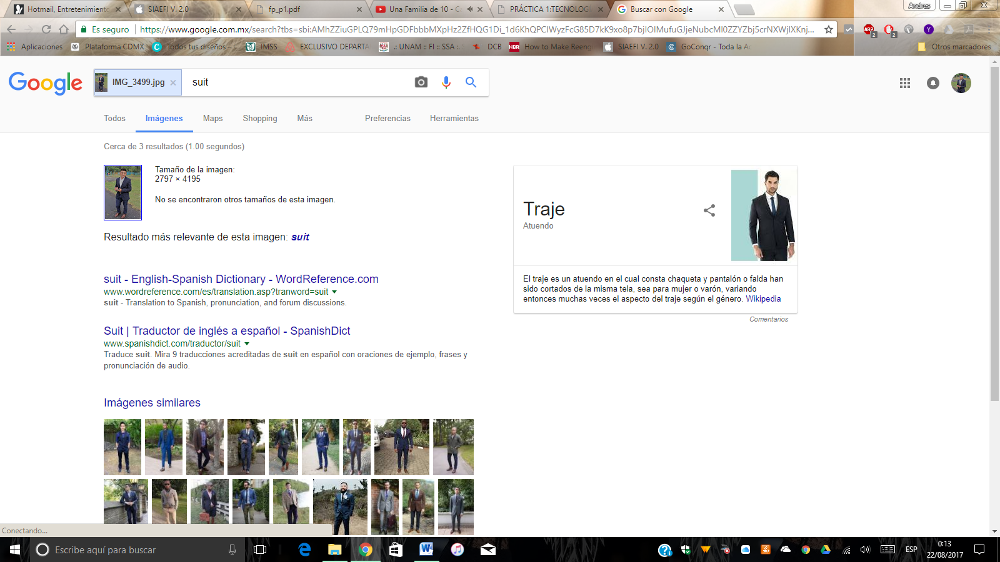 Hotmail, Entretenimiento
SIAEFI V. 2.0
fp_p1.pdf
Una Familia de 10 - C
PRÁCTICA 1:TECNOLOG
Buscar con Google
Andres
Es seguro
https://www.google.com.mx/search?tbs=sbi:AMhZZiuGPLQ79mHpGDFbbbMXpHz2ZfHQG1Di_1d6KhQPCIWyzFcG85D7kK9xo8p7bjIOIMufuGJjeNubcMl0ZZYZbj5crNXWjlXKnj...
Aplicaciones
Plataforma CDMX
Todos tus diseños –
IMSS
EXCLUSIVO DEPARTA
.: UNAM :: FI :: SSA :.
DCB
HBR
How to Make Reeng
SIAEFI V. 2.0
GoConqr - Toda la Ac
Otros marcadores
Google
IMG_3499.jpg
suit
Todos
Imágenes
Maps
Shopping
Más
Preferencias
Herramientas
Cerca de 3 resultados (1.00 segundos)
Tamaño de la imagen:
2797 × 4195
No se encontraron otros tamaños de esta imagen.
Resultado más relevante de esta imagen: suit
suit - English-Spanish Dictionary - WordReference.com
www.wordreference.com/es/translation.asp?tranword=suit
suit - Translation to Spanish, pronunciation, and forum discussions.
Suit | Traductor de inglés a español - SpanishDict
www.spanishdict.com/traductor/suit
Traduce suit. Mira 9 traducciones acreditadas de suit en español con oraciones de ejemplo, frases y
pronunciación de audio.
Imágenes similares
Traje
Atuendo
El traje es un atuendo en el cual consta chaqueta y pantalón o falda han
sido cortados de la misma tela, sea para mujer o varón, variando
entonces muchas veces el aspecto del traje según el género. Wikipedia
Comentarios
Conectando...
Escribe aquí para buscar
ESP
0:13
22/08/2017